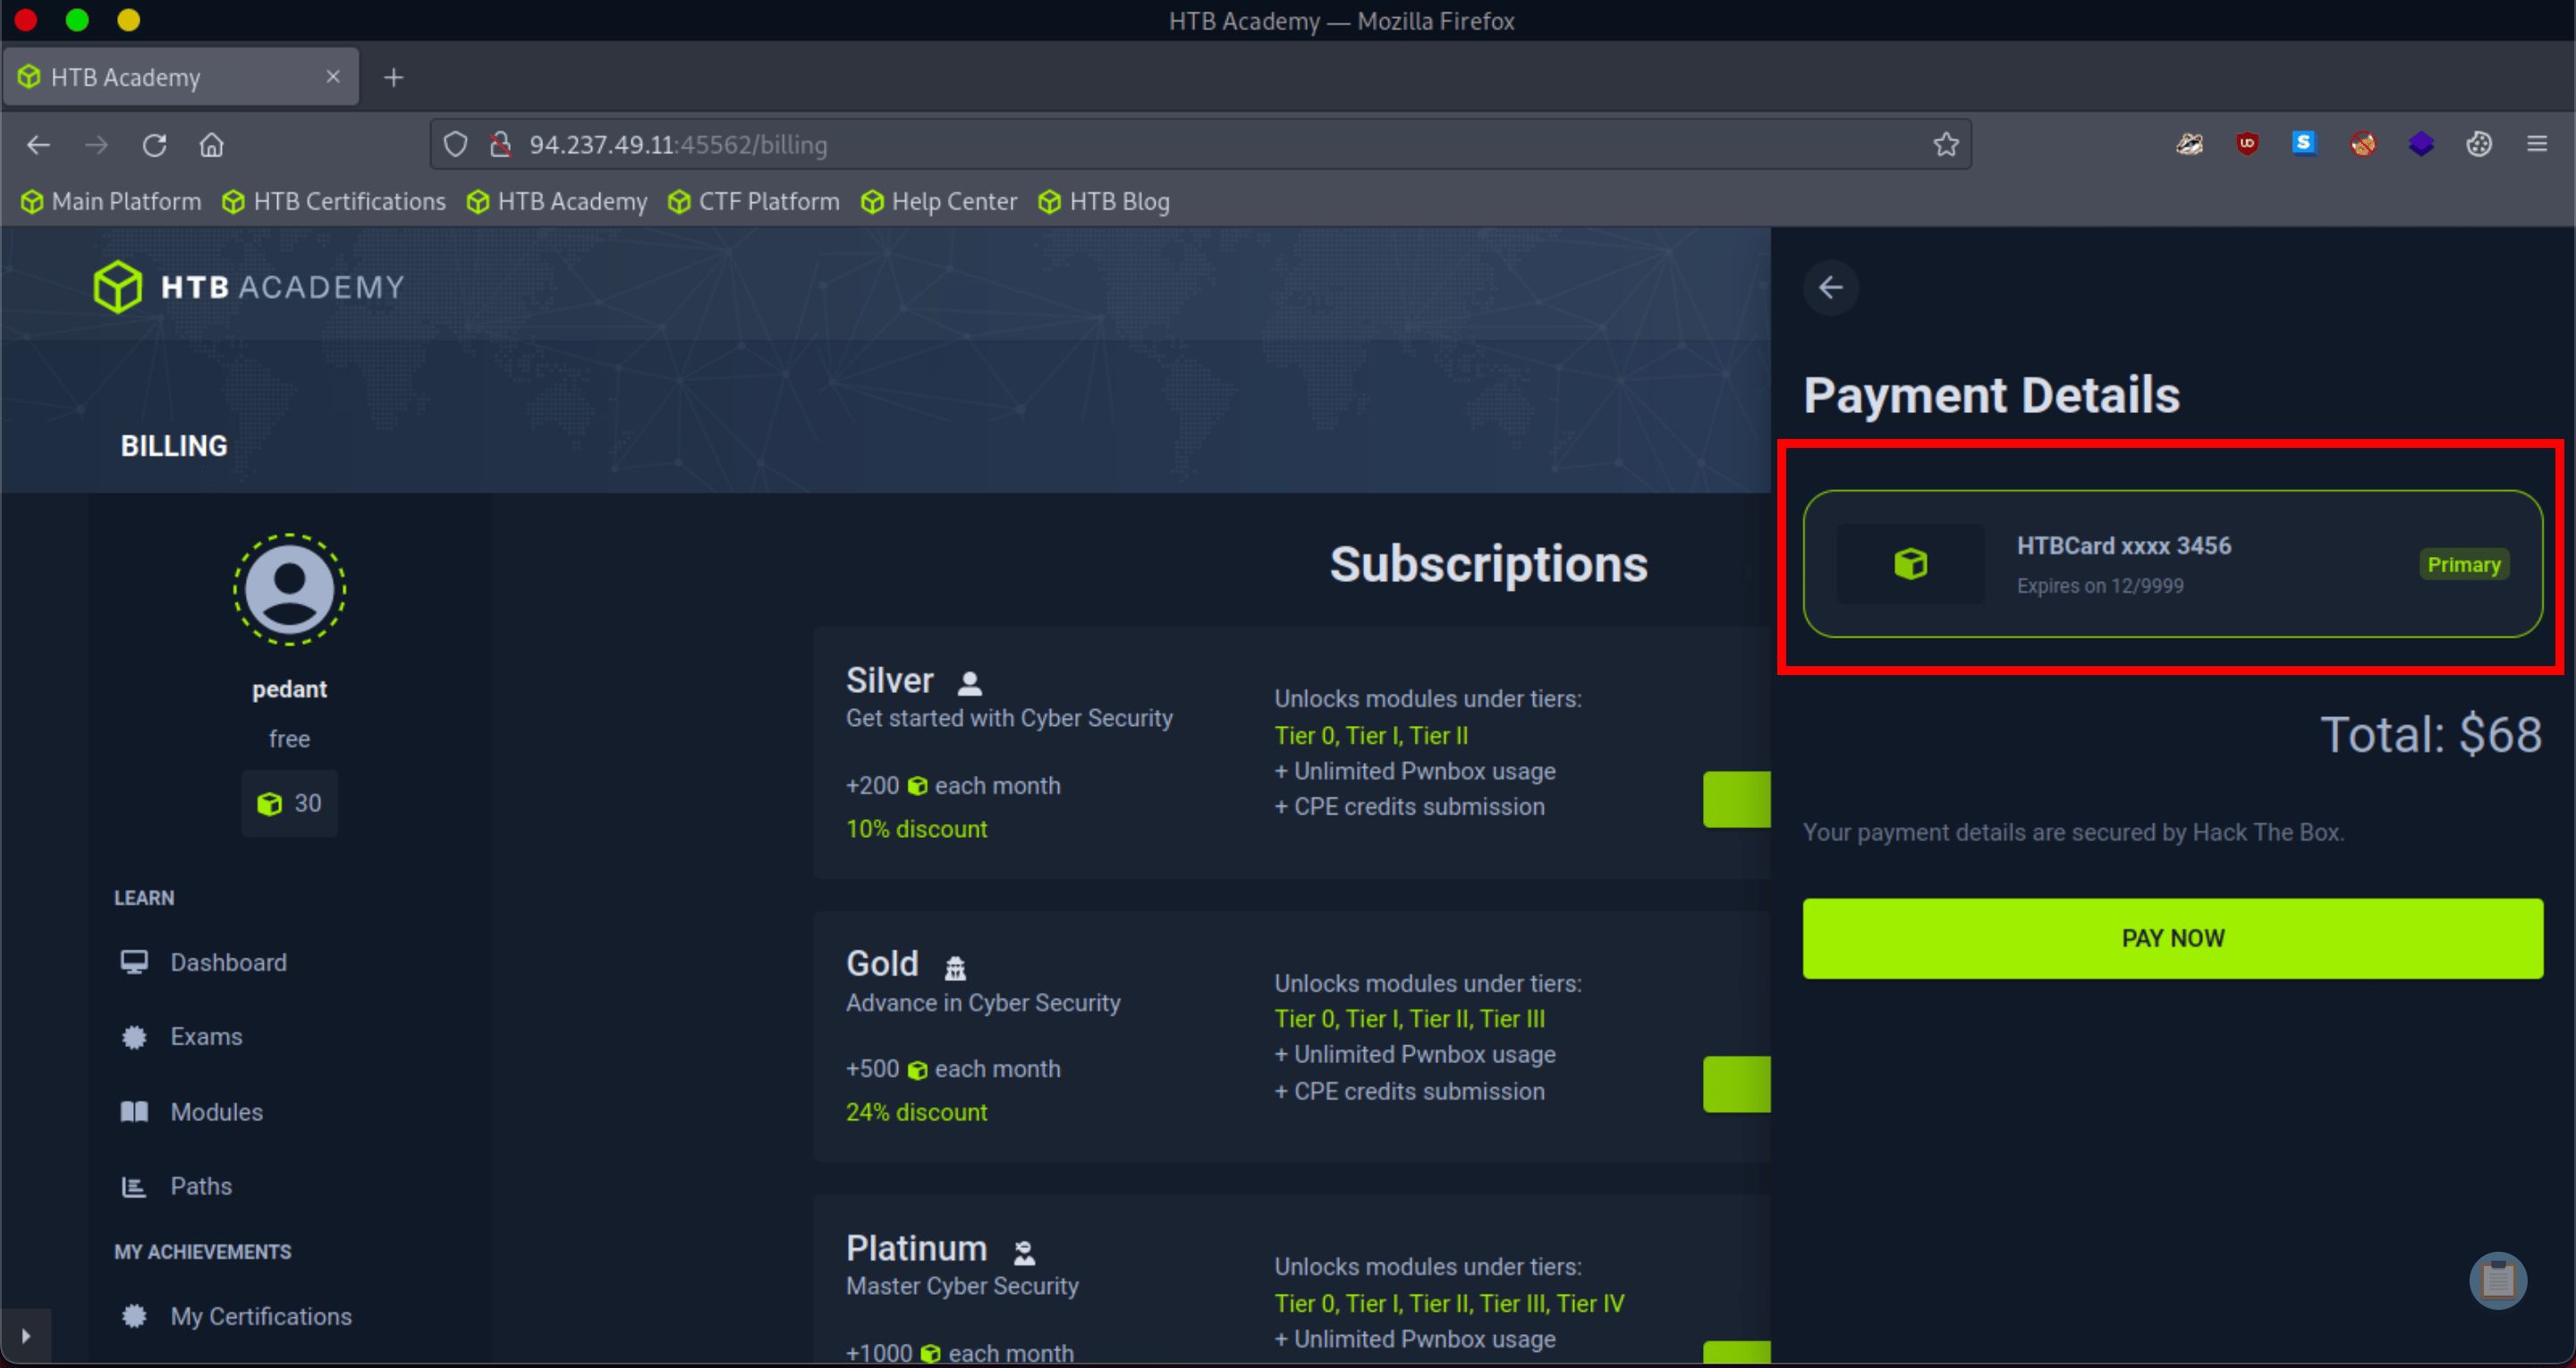 HTB Academy — Mozilla Firefox
HTB Academy
94.237.49.11:45562/billing
Main Platform HTB Certifications HTB Academy CTF Platform Help Center HTB Blog
HTB ACADEMY
BILLING
pedant
free
30
LEARN
Dashboard
Exams
Modules
Paths
MY ACHIEVEMENTS
My Certifications
Subscriptions
Silver
Get started with Cyber Security
+200 each month
10% discount
Unlocks modules under tiers:
Tier 0, Tier I, Tier II
+ Unlimited Pwnbox usage
+ CPE credits submission
Gold
Advance in Cyber Security
+500 each month
24% discount
Unlocks modules under tiers:
Tier 0, Tier I, Tier II, Tier III
+ Unlimited Pwnbox usage
+ CPE credits submission
Platinum
Master Cyber Security
+1000 each month
Unlocks modules under tiers:
Tier 0, Tier I, Tier II, Tier III, Tier IV
+ Unlimited Pwnbox usage
Payment Details
HTBCard xxxx 3456
Expires on 12/9999
Primary
Total: $68
Your payment details are secured by Hack The Box.
PAY NOW